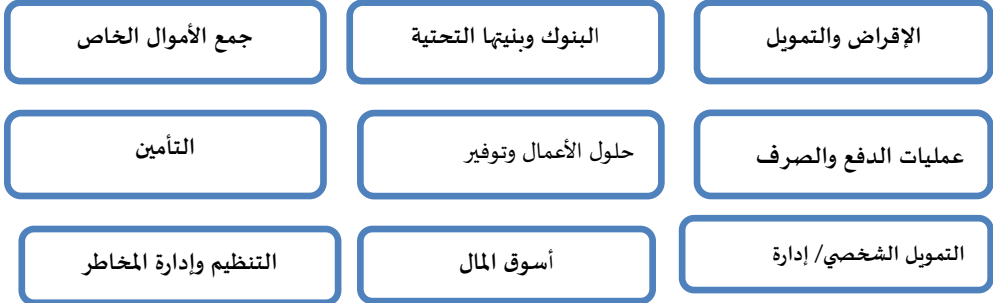 الإقراض والتمويل
البنوك وبنيتها التحتية
جمع الأموال الخاص
عمليات الدفع والصرف
حلول الأعمال وتوفير
التأمين
التمويل الشخصي/ إدارة
أسوق المال
التنظيم وإدارة المخاطر